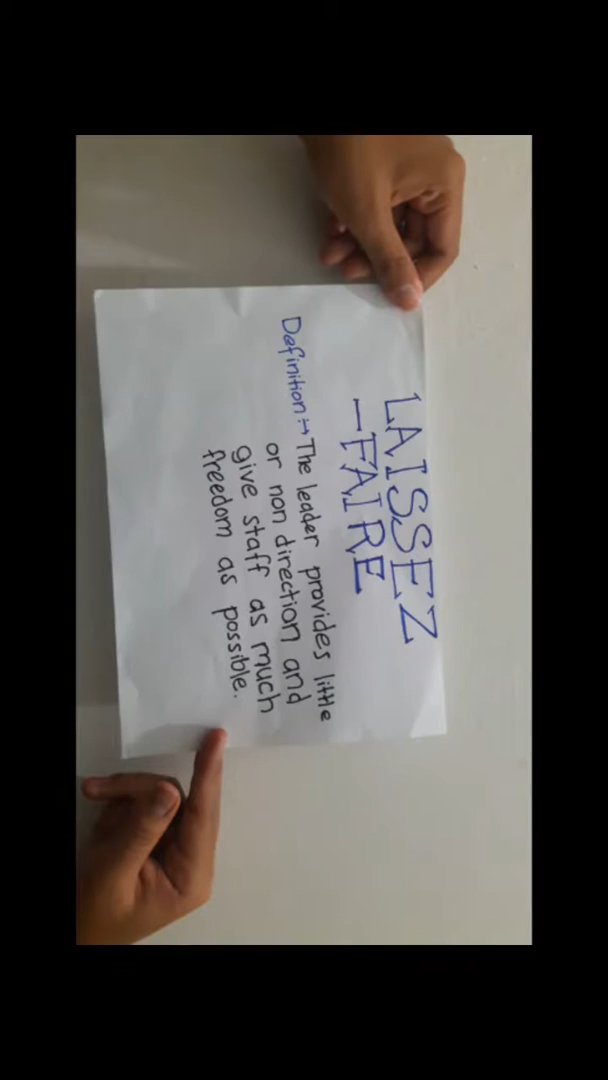 LAISSEZ
-FAIRE
Definition:→ The leader provides little
or non direction and
give staff as much
freedom as possible.